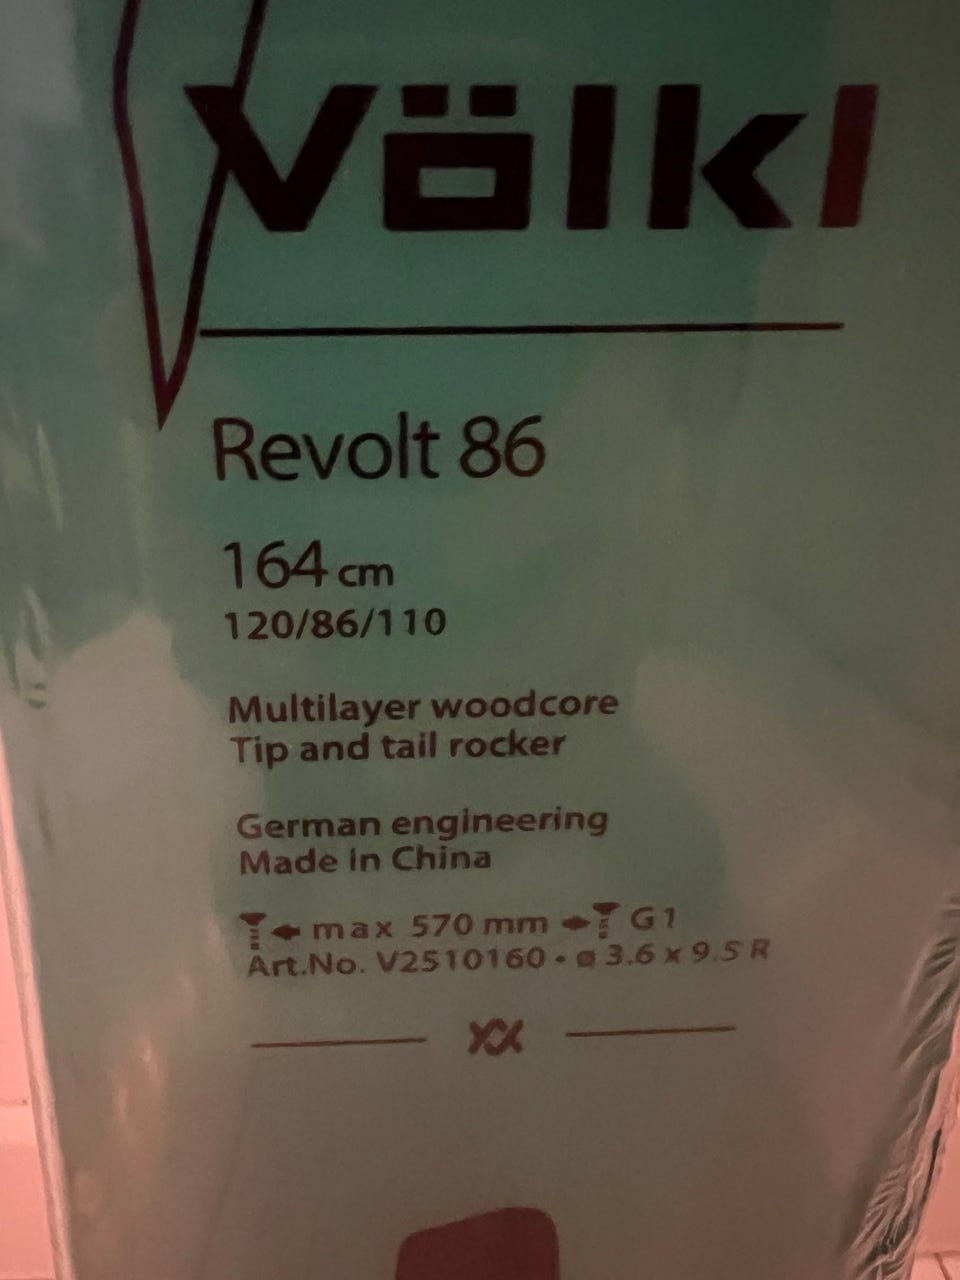 Völkl
Revolt 86
164 cm
120/86/110
Multilayer woodcore
Tip and tail rocker
German engineering
Made in China
max 570 mm G1
Art.No. V2510160 • ø 3.6 x 9.5 R